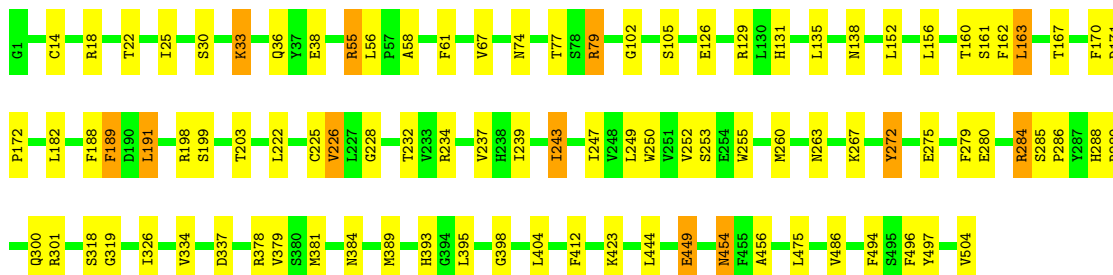 G1 C14 R18 T22 I25 S30 K33 Q36 Y37 E38 R55 L56 P57 A58 F61 V67 N74 T77 S78 R79 G102 S105 E126 R129 L130 H131 L135 N138 L152 L156 T160 S161 F162 L163 T167 F170
P172 L182 F188 F189 D190 L191 R198 S199 T203 L222 C225 V226 L227 G228 T232 V233 R234 V237 H238 I239 I243 I247 V248 L249 W250 V251 V252 S253 E254 W255 M260 N263 K267 Y272 E275 F279 E280 R284 S285 P286 Y287 H288
Q300 R301 S318 G319 I326 V334 D337 R378 V379 S380 M381 N384 M389 H393 G394 L395 G398 L404 F412 K423 L444 E449 N454 F455 A456 L475 V486 F494 S495 F496 Y497 V504